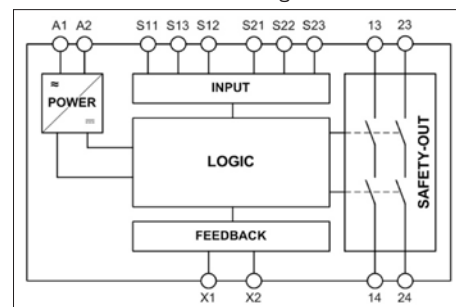 A1 A2 S11 S13 S12 S21 S22 S23 13 23
INPUT
POWER
LOGIC
SAFETY-OUT
FEEDBACK
X1 X2 14 24